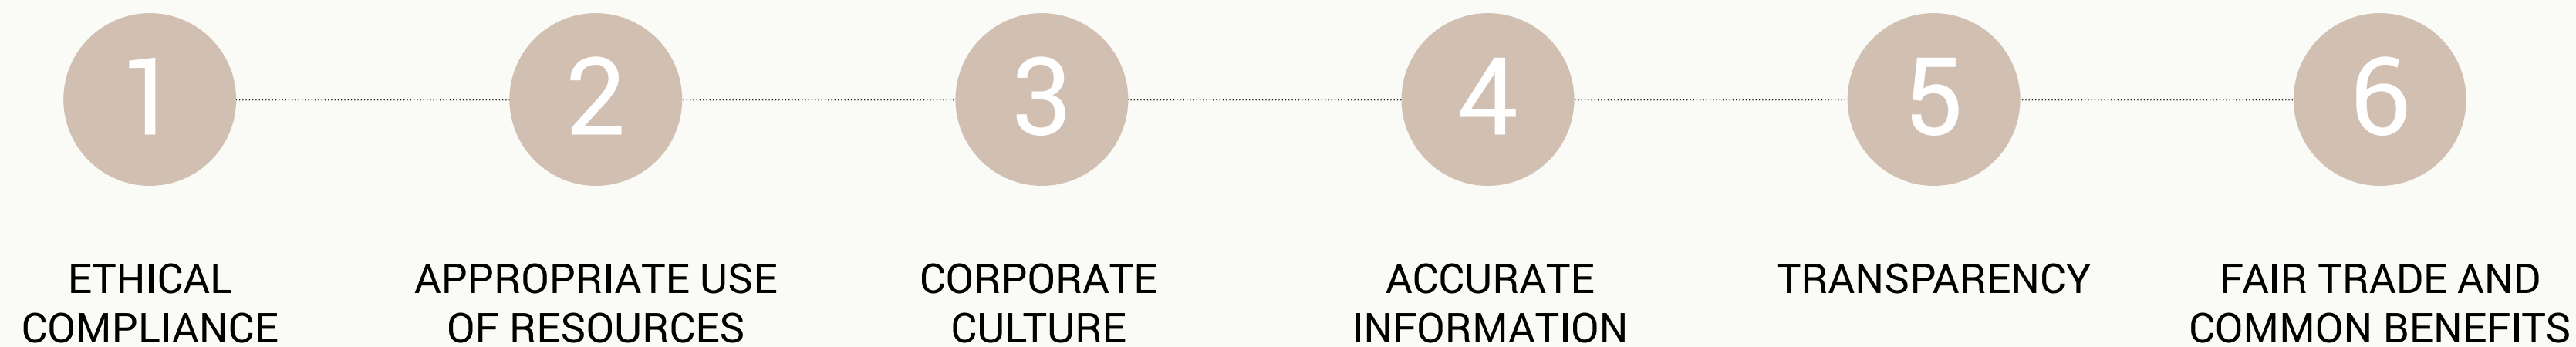 1
2
3
4
5
6
ETHICAL
COMPLIANCE
APPROPRIATE USE
OF RESOURCES
CORPORATE
CULTURE
ACCURATE
INFORMATION
TRANSPARENCY
FAIR TRADE AND
COMMON BENEFITS